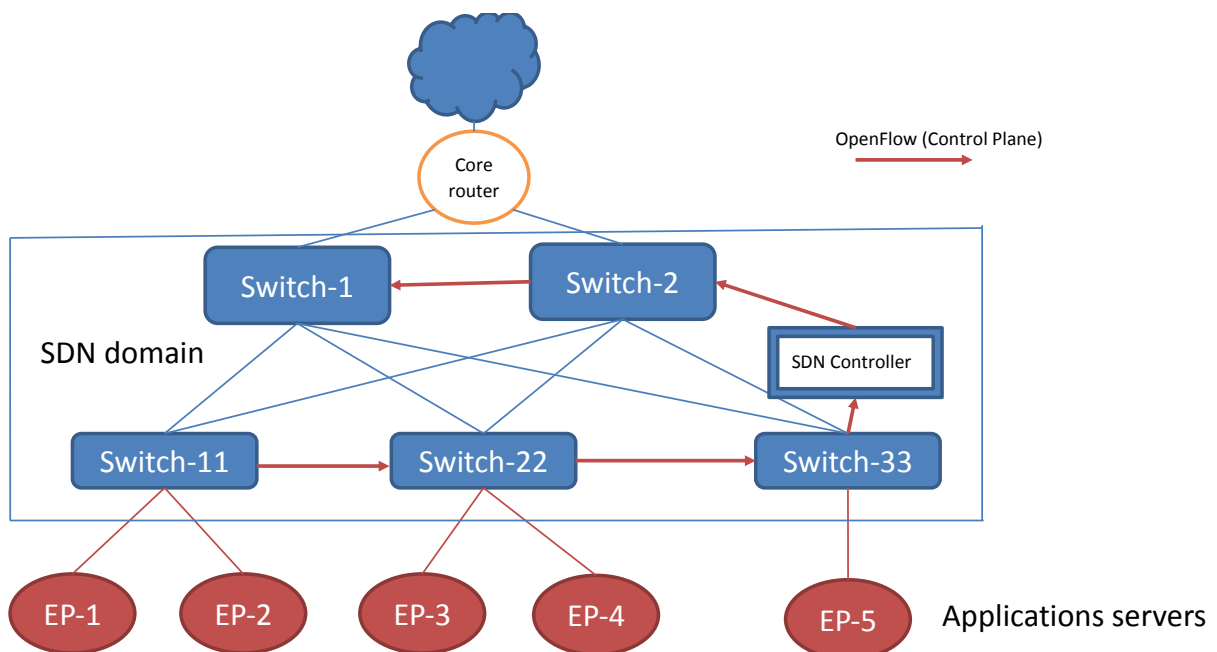 OpenFlow (Control Plane)
Core
router
Switch-1
Switch-2
SDN domain
SDN Controller
Switch-11
Switch-22
Switch-33
EP-1
EP-2
EP-3
EP-4
EP-5
Applications servers